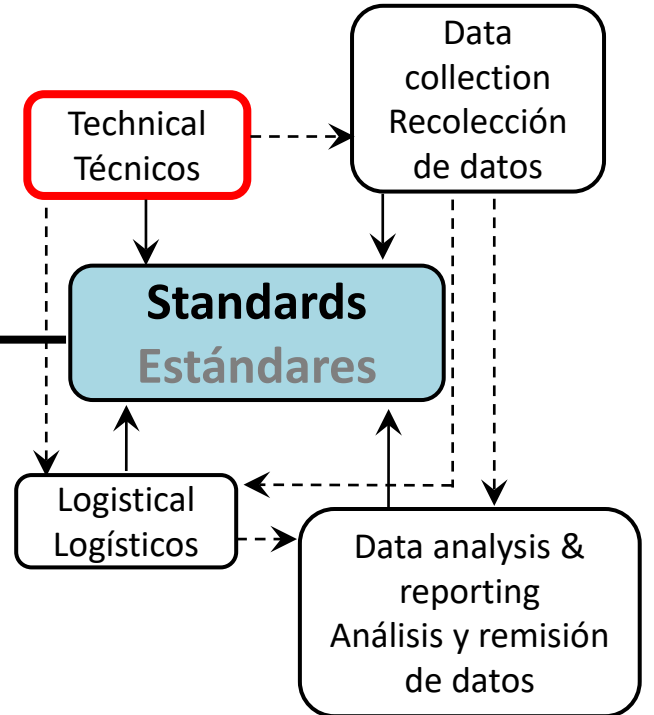 Technical
Técnicos
Data
collection
Recolección
de datos
Standards
Estándares
Logistical
Logísticos
Data analysis &
reporting
Análisis y remisión
de datos